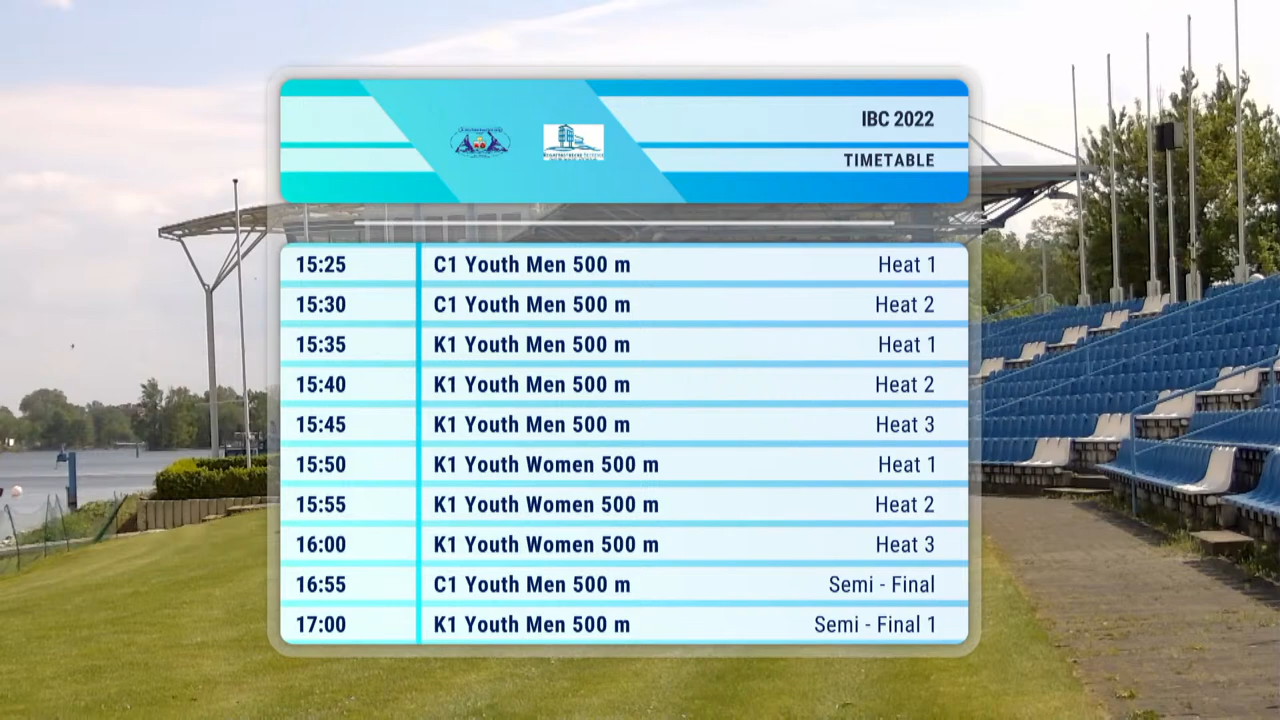 IBC 2022
TIMETABLE
15:25 C1 Youth Men 500 m Heat 1
15:30 C1 Youth Men 500 m Heat 2
15:35 K1 Youth Men 500 m Heat 1
15:40 K1 Youth Men 500 m Heat 2
15:45 K1 Youth Men 500 m Heat 3
15:50 K1 Youth Women 500 m Heat 1
15:55 K1 Youth Women 500 m Heat 2
16:00 K1 Youth Women 500 m Heat 3
16:55 C1 Youth Men 500 m Semi - Final
17:00 K1 Youth Men 500 m Semi - Final 1